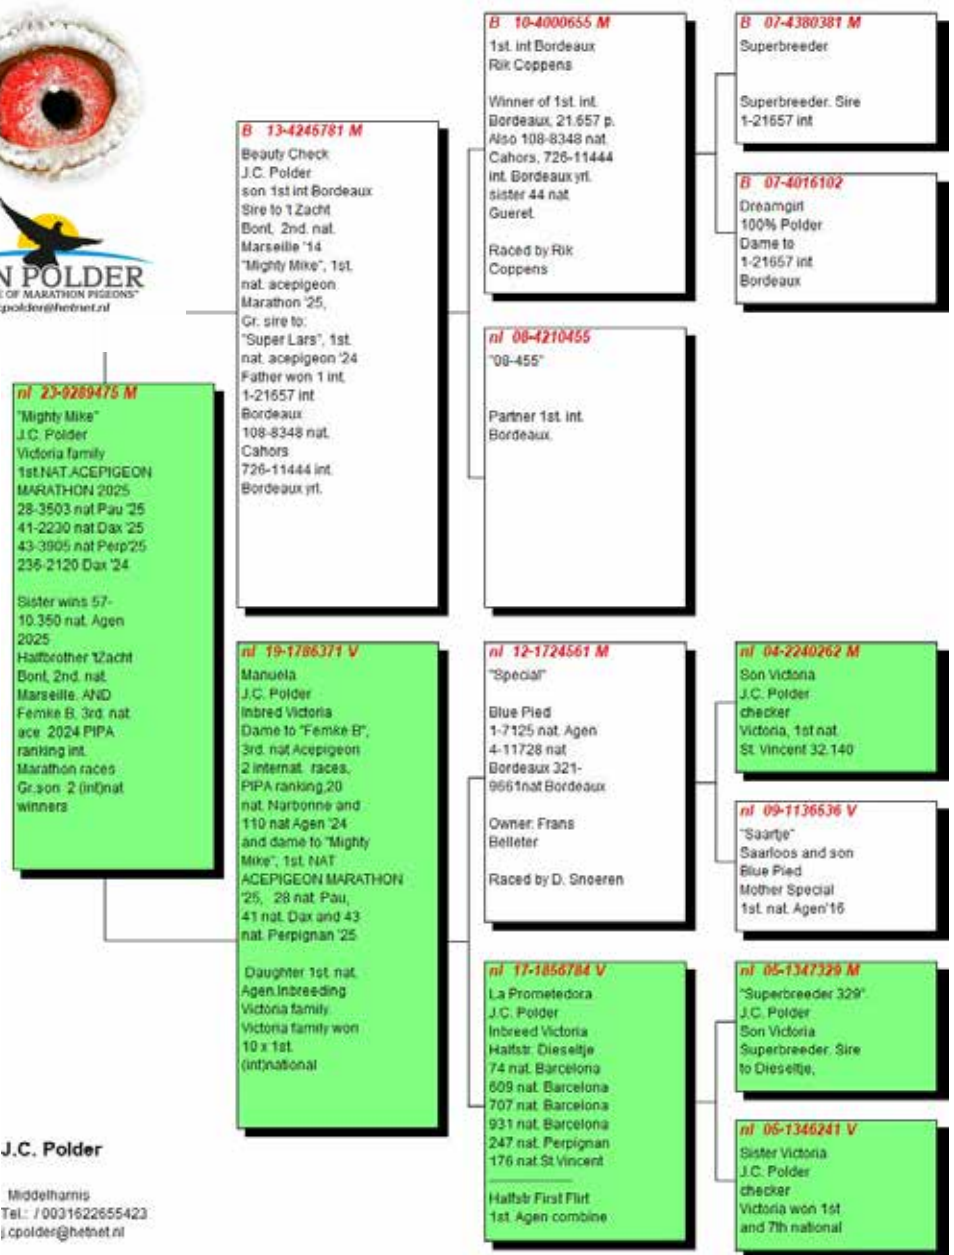 N POLDER
E OF MARATHON PIGEONS"
cpolder@hetnet.nl
nl 23-9289475 M
"Mighty Mike"
J.C. Polder
Victoria family
1st.NAT.ACEPIGEON
MARATHON 2025
28-3503 nat Pau '25
41-2230 nat Dax '25
43-3905 nat Perp'25
236-2120 Dax '24
Sister wins 57-
10.350 nat. Agen
2025
Halfbrother 'tZacht
Bont, 2nd. nat.
Marseille. AND
Femke B, 3rd. nat
ace 2024 PIPA
ranking int.
Marathon races
Gr.son 2 (int)nat
winners
B 13-4246781 M
Beauty Check
J.C. Polder
son 1st int Bordeaux
Sire to 't Zacht
Bont, 2nd. nat.
Marseille '14
"Mighty Mike", 1st.
nat. acepigeon
Marathon '25,
Gr. sire to:
"Super Lars", 1st.
nat. acepigeon '24
Father won 1 int.
1-21657 int
Bordeaux
108-8348 nat.
Cahors
726-11444 int.
Bordeaux yrl.
nl 19-1786371 V
Manuela
J.C. Polder
Inbred Victoria
Dame to "Femke B",
3rd. nat Acepigeon
2 internat. races,
PIPA ranking,20
nat. Narbonne and
110 nat Agen '24
and dame to "Mighty
Mike", 1st. NAT
ACEPIGEON MARATHON
'25, 28 nat. Pau,
41 nat. Dax and 43
nat. Perpignan '25
Daughter 1st. nat.
Agen.Inbreeding
Victoria family.
Victoria family won
10 x 1st.
(int)national
B 10-4000655 M
1st. int Bordeaux
Rik Coppens
Winner of 1st. int.
Bordeaux, 21.657 p.
Also 108-8348 nat.
Cahors, 726-11444
int. Bordeaux yrl.
sister 44 nat
Gueret.
Raced by Rik
Coppens
nl 08-4210455
"08-455"
Partner 1st. int.
Bordeaux.
nl 12-1724561 M
"Special"
Blue Pied
1-7125 nat. Agen
4-11728 nat
Bordeaux 321-
9661nat Bordeaux
Owner: Frans
Belleter
Raced by D. Snoeren
nl 17-1856784 V
La Prometedora
J.C. Polder
Inbreed Victoria
Halfstr. Dieseltje
74 nat. Barcelona
609 nat. Barcelona
707 nat. Barcelona
931 nat. Barcelona
247 nat. Perpignan
176 nat St.Vincent
Halfstr First Flirt
1st. Agen combine
B 07-4380381 M
Superbreeder
Superbreeder. Sire
1-21657 int
B 07-4016102
Dreamgirl
100% Polder
Dame to
1-21657 int
Bordeaux
nl 04-2240262 M
Son Victoria
J.C. Polder
checker
Victoria, 1st nat
St. Vincent 32.140
nl 09-1136536 V
"Saartje"
Saarloos and son
Blue Pied
Mother Special
1st. nat. Agen'16
nl 05-1347329 M
"Superbreeder 329".
J.C. Polder
Son Victoria
Superbreeder. Sire
to Dieseltje,
nl 05-1346241 V
Sister Victoria
J.C. Polder
checker
Victoria won 1st
and 7th national
J.C. Polder
Middelharnis
Tel.: / 0031622655423
j.cpolder@hetnet.nl